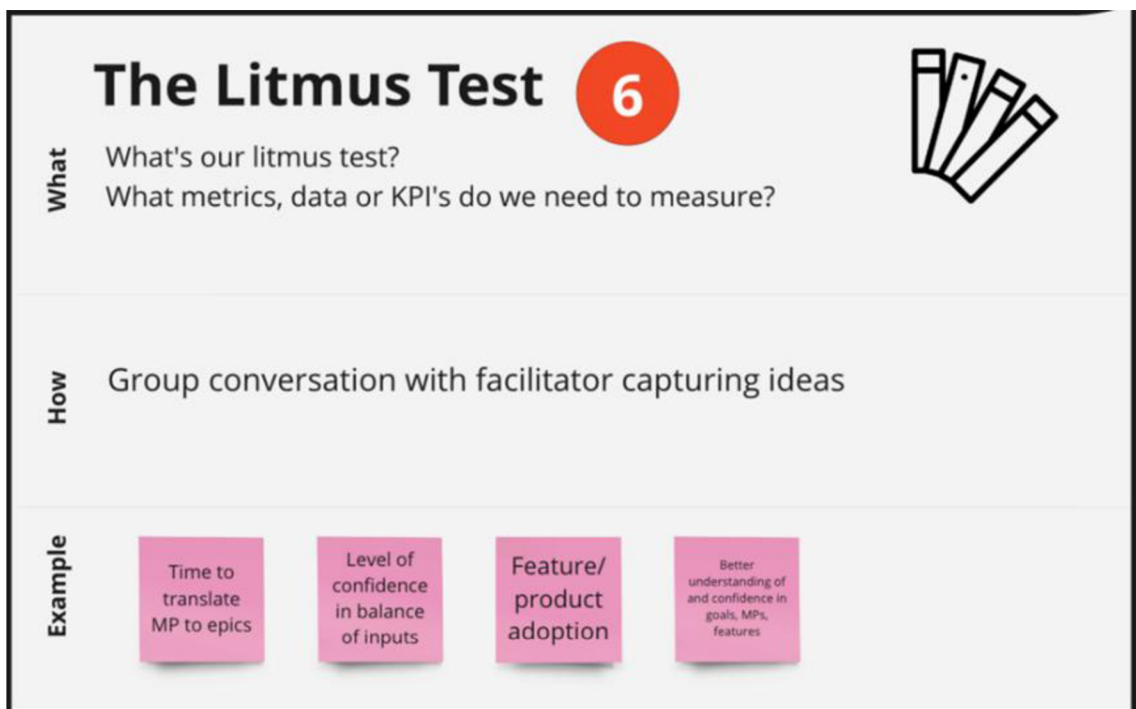 The Litmus Test
6
What
What's our litmus test?
What metrics, data or KPI's do we need to measure?
How
Group conversation with facilitator capturing ideas
Example
Time to
translate
MP to epics
Level of
confidence
in balance
of inputs
Feature/
product
adoption
Better
understanding of
and confidence in
goals, MPs,
features